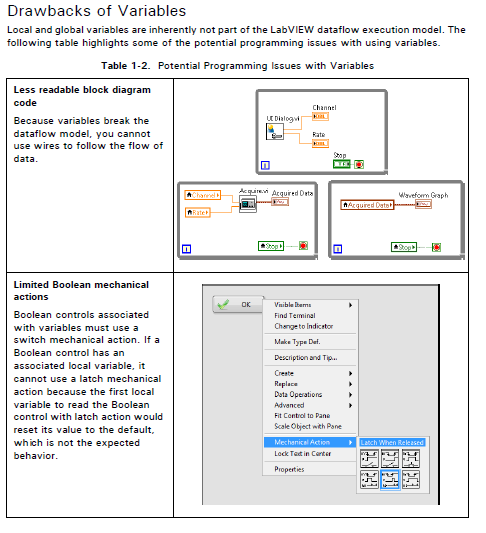 Drawbacks of Variables
Local and global variables are inherently not part of the LabVIEW dataflow execution model. The
following table highlights some of the potential programming issues with using variables.
Table 1-2. Potential Programming Issues with Variables
Less readable block diagram
code
Because variables break the
dataflow model, you cannot
use wires to follow the flow of
data.
Channel
UI Dialog.vi
Rate
Stop
Acquire.vi
Acquired Data
Channel
Rate
Stop
Waveform Graph
Acquired Data
Stop
Limited Boolean mechanical
actions
Boolean controls associated
with variables must use a
switch mechanical action. If a
Boolean control has an
associated local variable, it
cannot use a latch mechanical
action because the first local
variable to read the Boolean
control with latch action would
reset its value to the default,
which is not the expected
behavior.
OK
Visible Items
Find Terminal
Change to Indicator
Make Type Def.
Description and Tip...
Create
Replace
Data Operations
Advanced
Fit Control to Pane
Scale Object with Pane
Mechanical Action
Latch When Released
Lock Text in Center
Properties